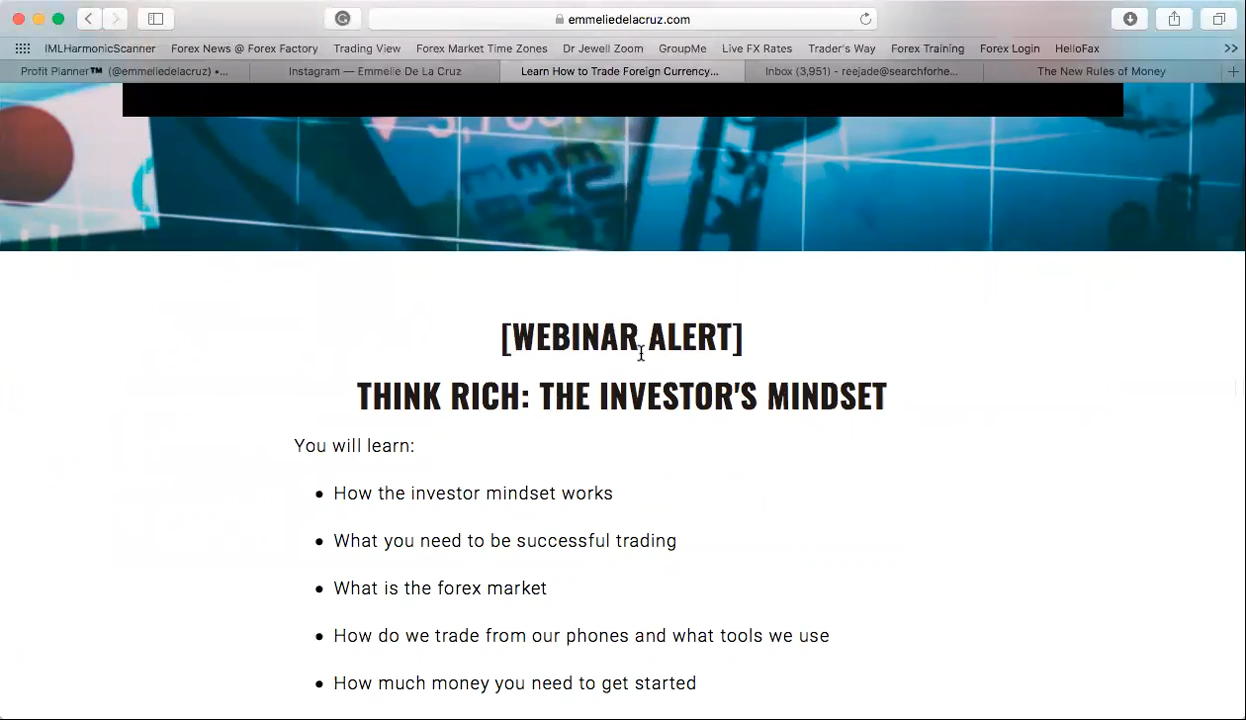 emmeliedelacruz.com
IMLHarmonicScanner Forex News @ Forex Factory Trading View Forex Market Time Zones Dr Jewell Zoom GroupMe Live FX Rates Trader's Way Forex Training Forex Login HelloFax
Profit Planner™ (@emmeliedelacruz) •... Instagram — Emmelie De La Cruz Learn How to Trade Foreign Currency... Inbox (3,951) - reejade@searchforhe... The New Rules of Money
[WEBINAR ALERT]
THINK RICH: THE INVESTOR'S MINDSET
You will learn:
• How the investor mindset works
• What you need to be successful trading
• What is the forex market
• How do we trade from our phones and what tools we use
• How much money you need to get started